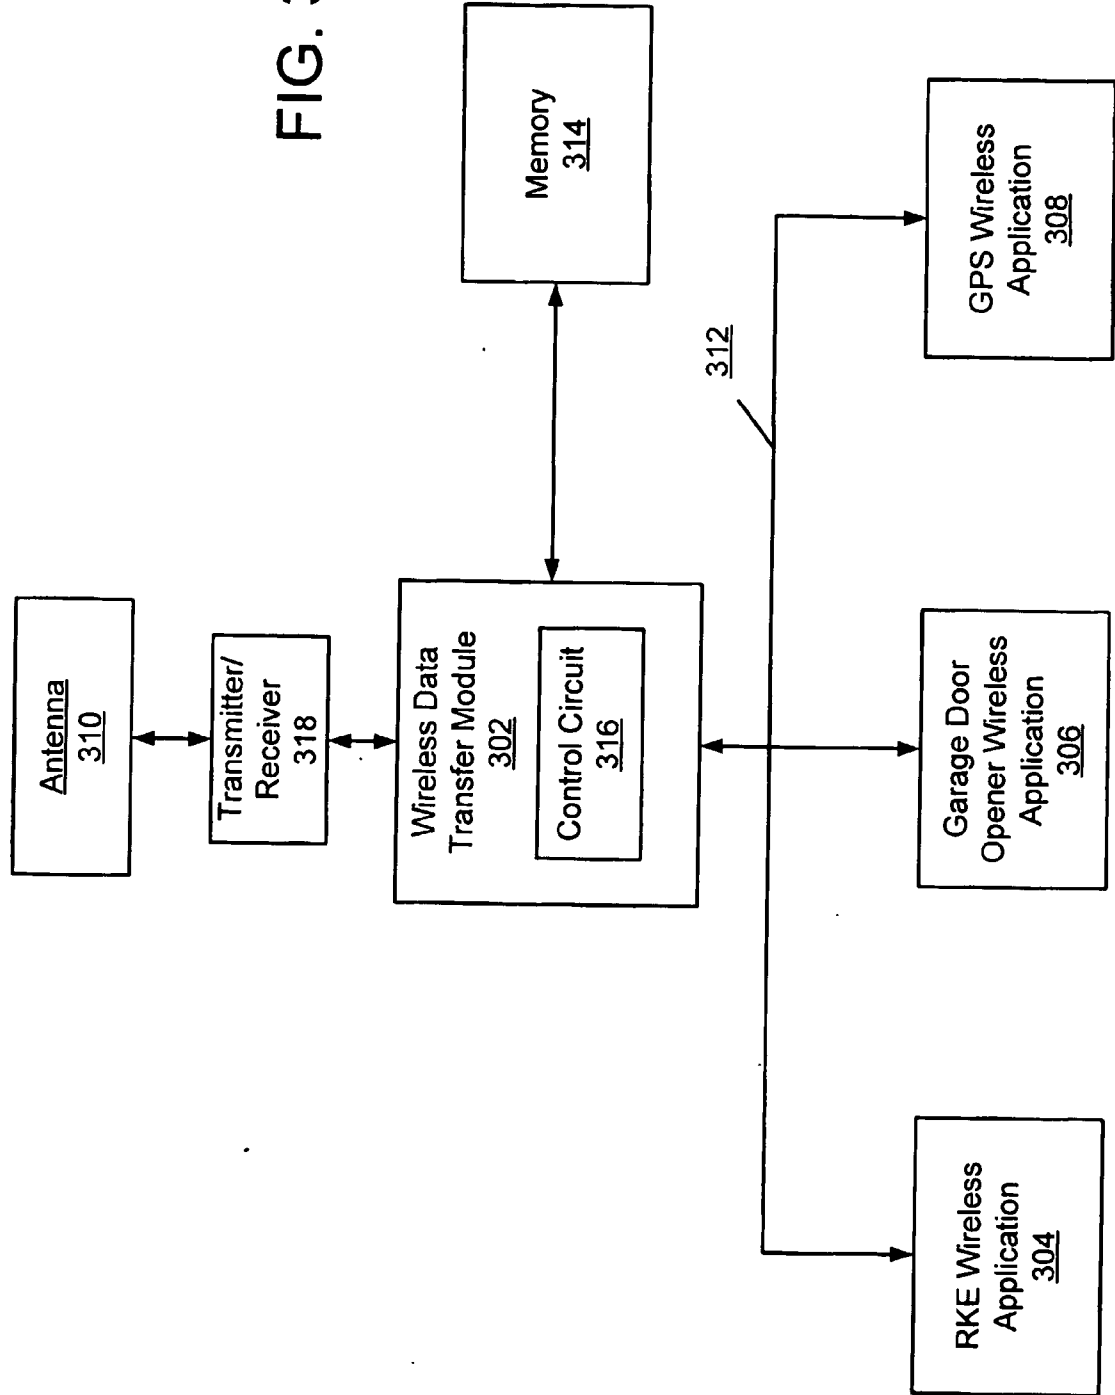 Antenna
310
Transmitter/
Receiver
318
FIG.
Wireless Data
Transfer Module
302
Control Circuit
316
Memory
314
312
RKE Wireless
Application
304
Garage Door
Opener Wireless
Application
306
GPS Wireless
Application
308